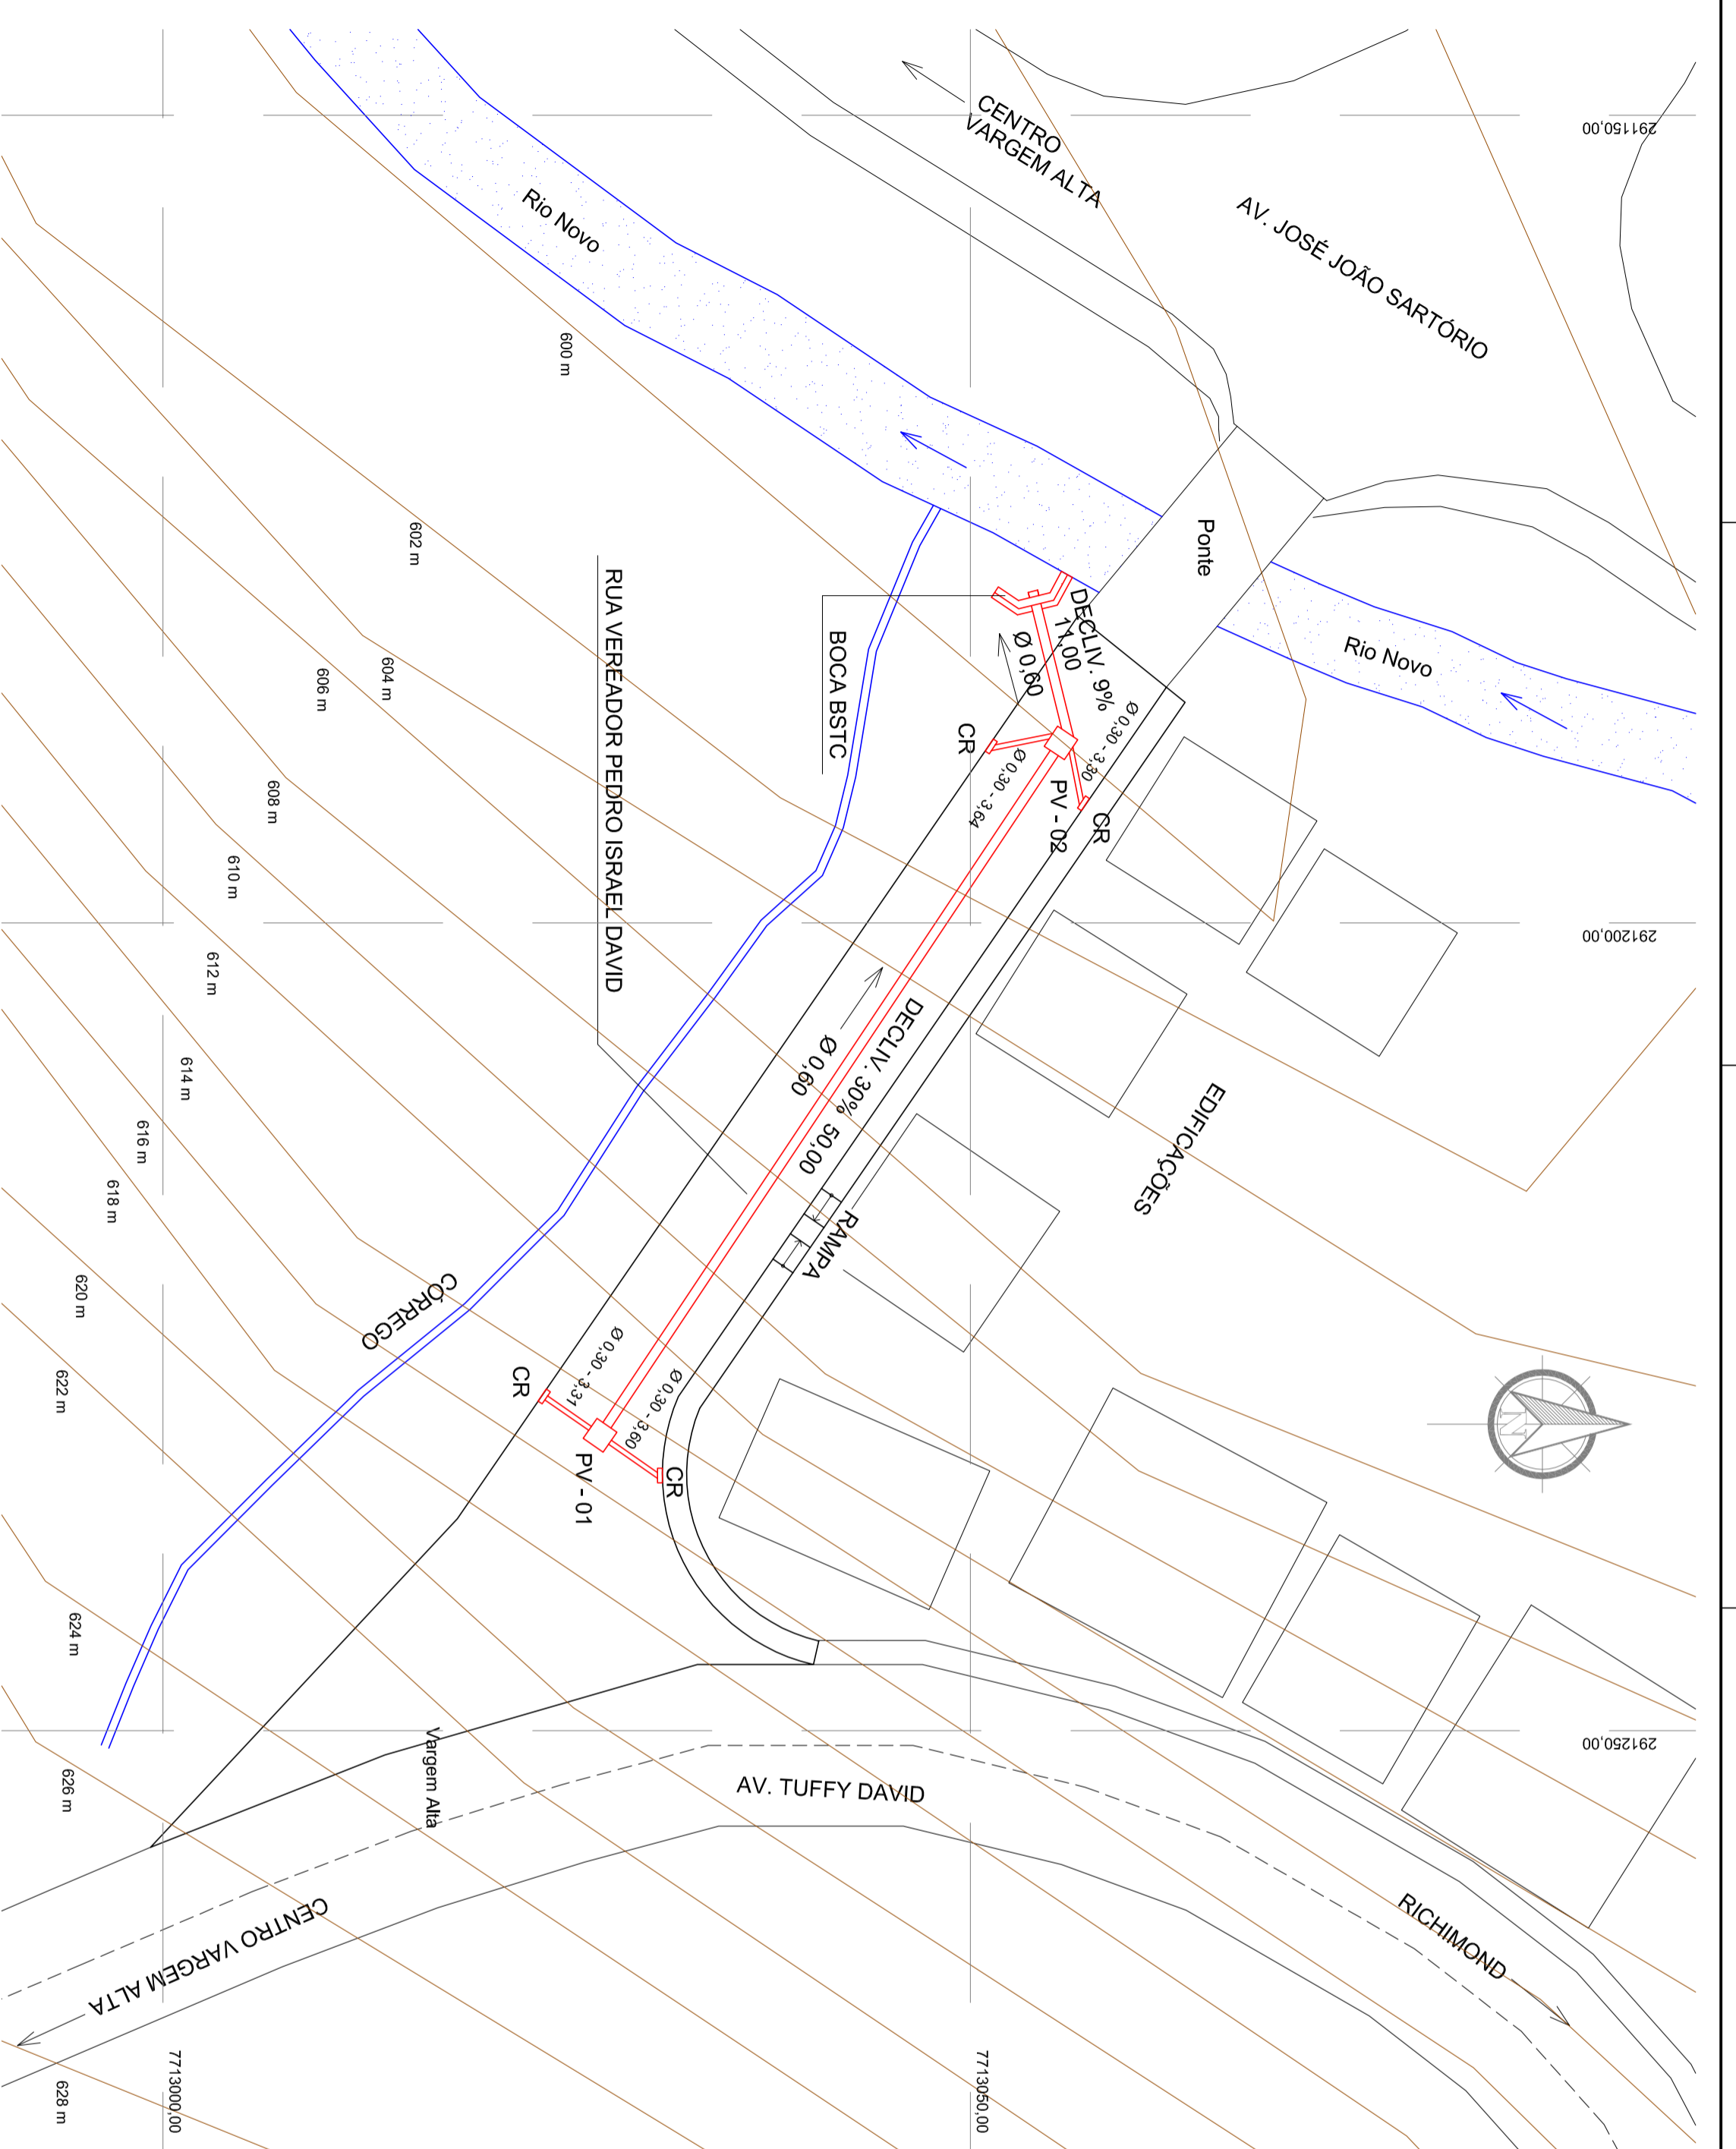 291150,00
CENTRO
VARGEM ALTA
AV. JOSÉ JOÃO SARTÓRIO
Rio Novo
600 m
602 m
Ponte
Rio Novo
DECLIV. 9%
11,00
Ø 0,60
BOCA BSTC
RUA VEREADOR PEDRO ISRAEL DAVID
604 m
606 m
CR
Ø 0,30 - 3,30
Ø 0,30 - 3,64
PV - 02
CR
608 m
610 m
291200,00
612 m
DECLIV. 30%
50,00
Ø 0,60
EDIFICAÇÕES
614 m
616 m
618 m
RAMPA
CÓRREGO
620 m
622 m
Ø 0,30 - 3,31
Ø 0,30 - 3,60
CR
CR
PV - 01
N
624 m
626 m
Vargem Alta
AV. TUFFY DAVID
291250,00
CENTRO VARGEM ALTA
RICHIMOND
628 m
7713000,00
7713050,00